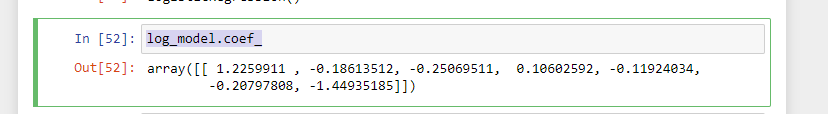 In [52]: log_model.coef_
Out[52]: array([[ 1.2259911 , -0.18613512, -0.25069511,  0.10602592, -0.11924034,
-0.20797808, -1.44935185]])